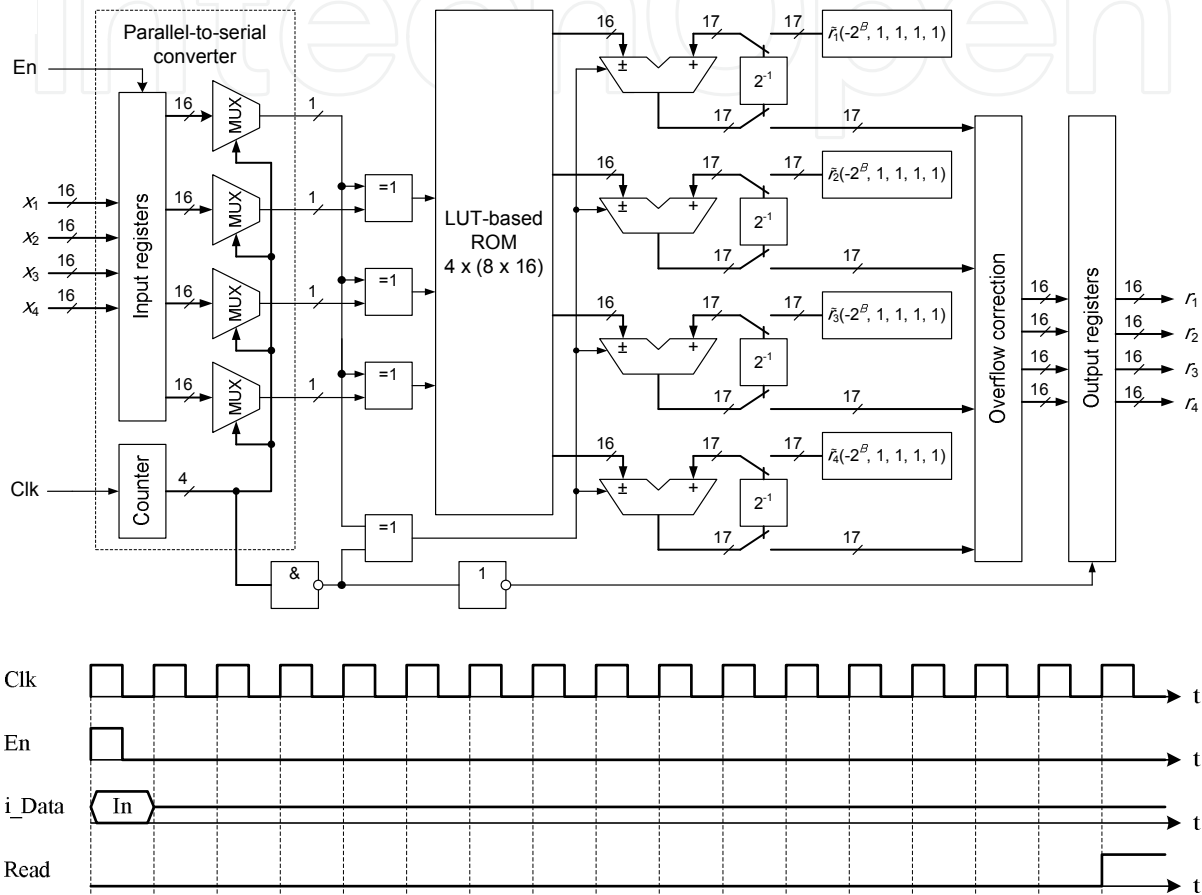 IntechOpen
Parallel-to-serial
converter
En
Input registers
16
16
16
16
MUX
MUX
MUX
MUX
1
1
1
1
x₁ 16
x₂ 16
x₃ 16
x₄ 16
Clk
Counter
4
=1
=1
=1
=1
&
1
LUT-based
ROM
4 x (8 x 16)
16 17 17 r̃₁(-2ᴮ, 1, 1, 1, 1)
± +
2⁻¹
17 17
16 17 17 r̃₂(-2ᴮ, 1, 1, 1, 1)
± +
2⁻¹
17 17
16 17 17 r̃₃(-2ᴮ, 1, 1, 1, 1)
± +
2⁻¹
17 17
16 17 17 r̃₄(-2ᴮ, 1, 1, 1, 1)
± +
2⁻¹
17 17
Overflow correction
16
16
16
16
Output registers
16 r₁
16 r₂
16 r₃
16 r₄
Clk t
En t
i_Data In t
Read t